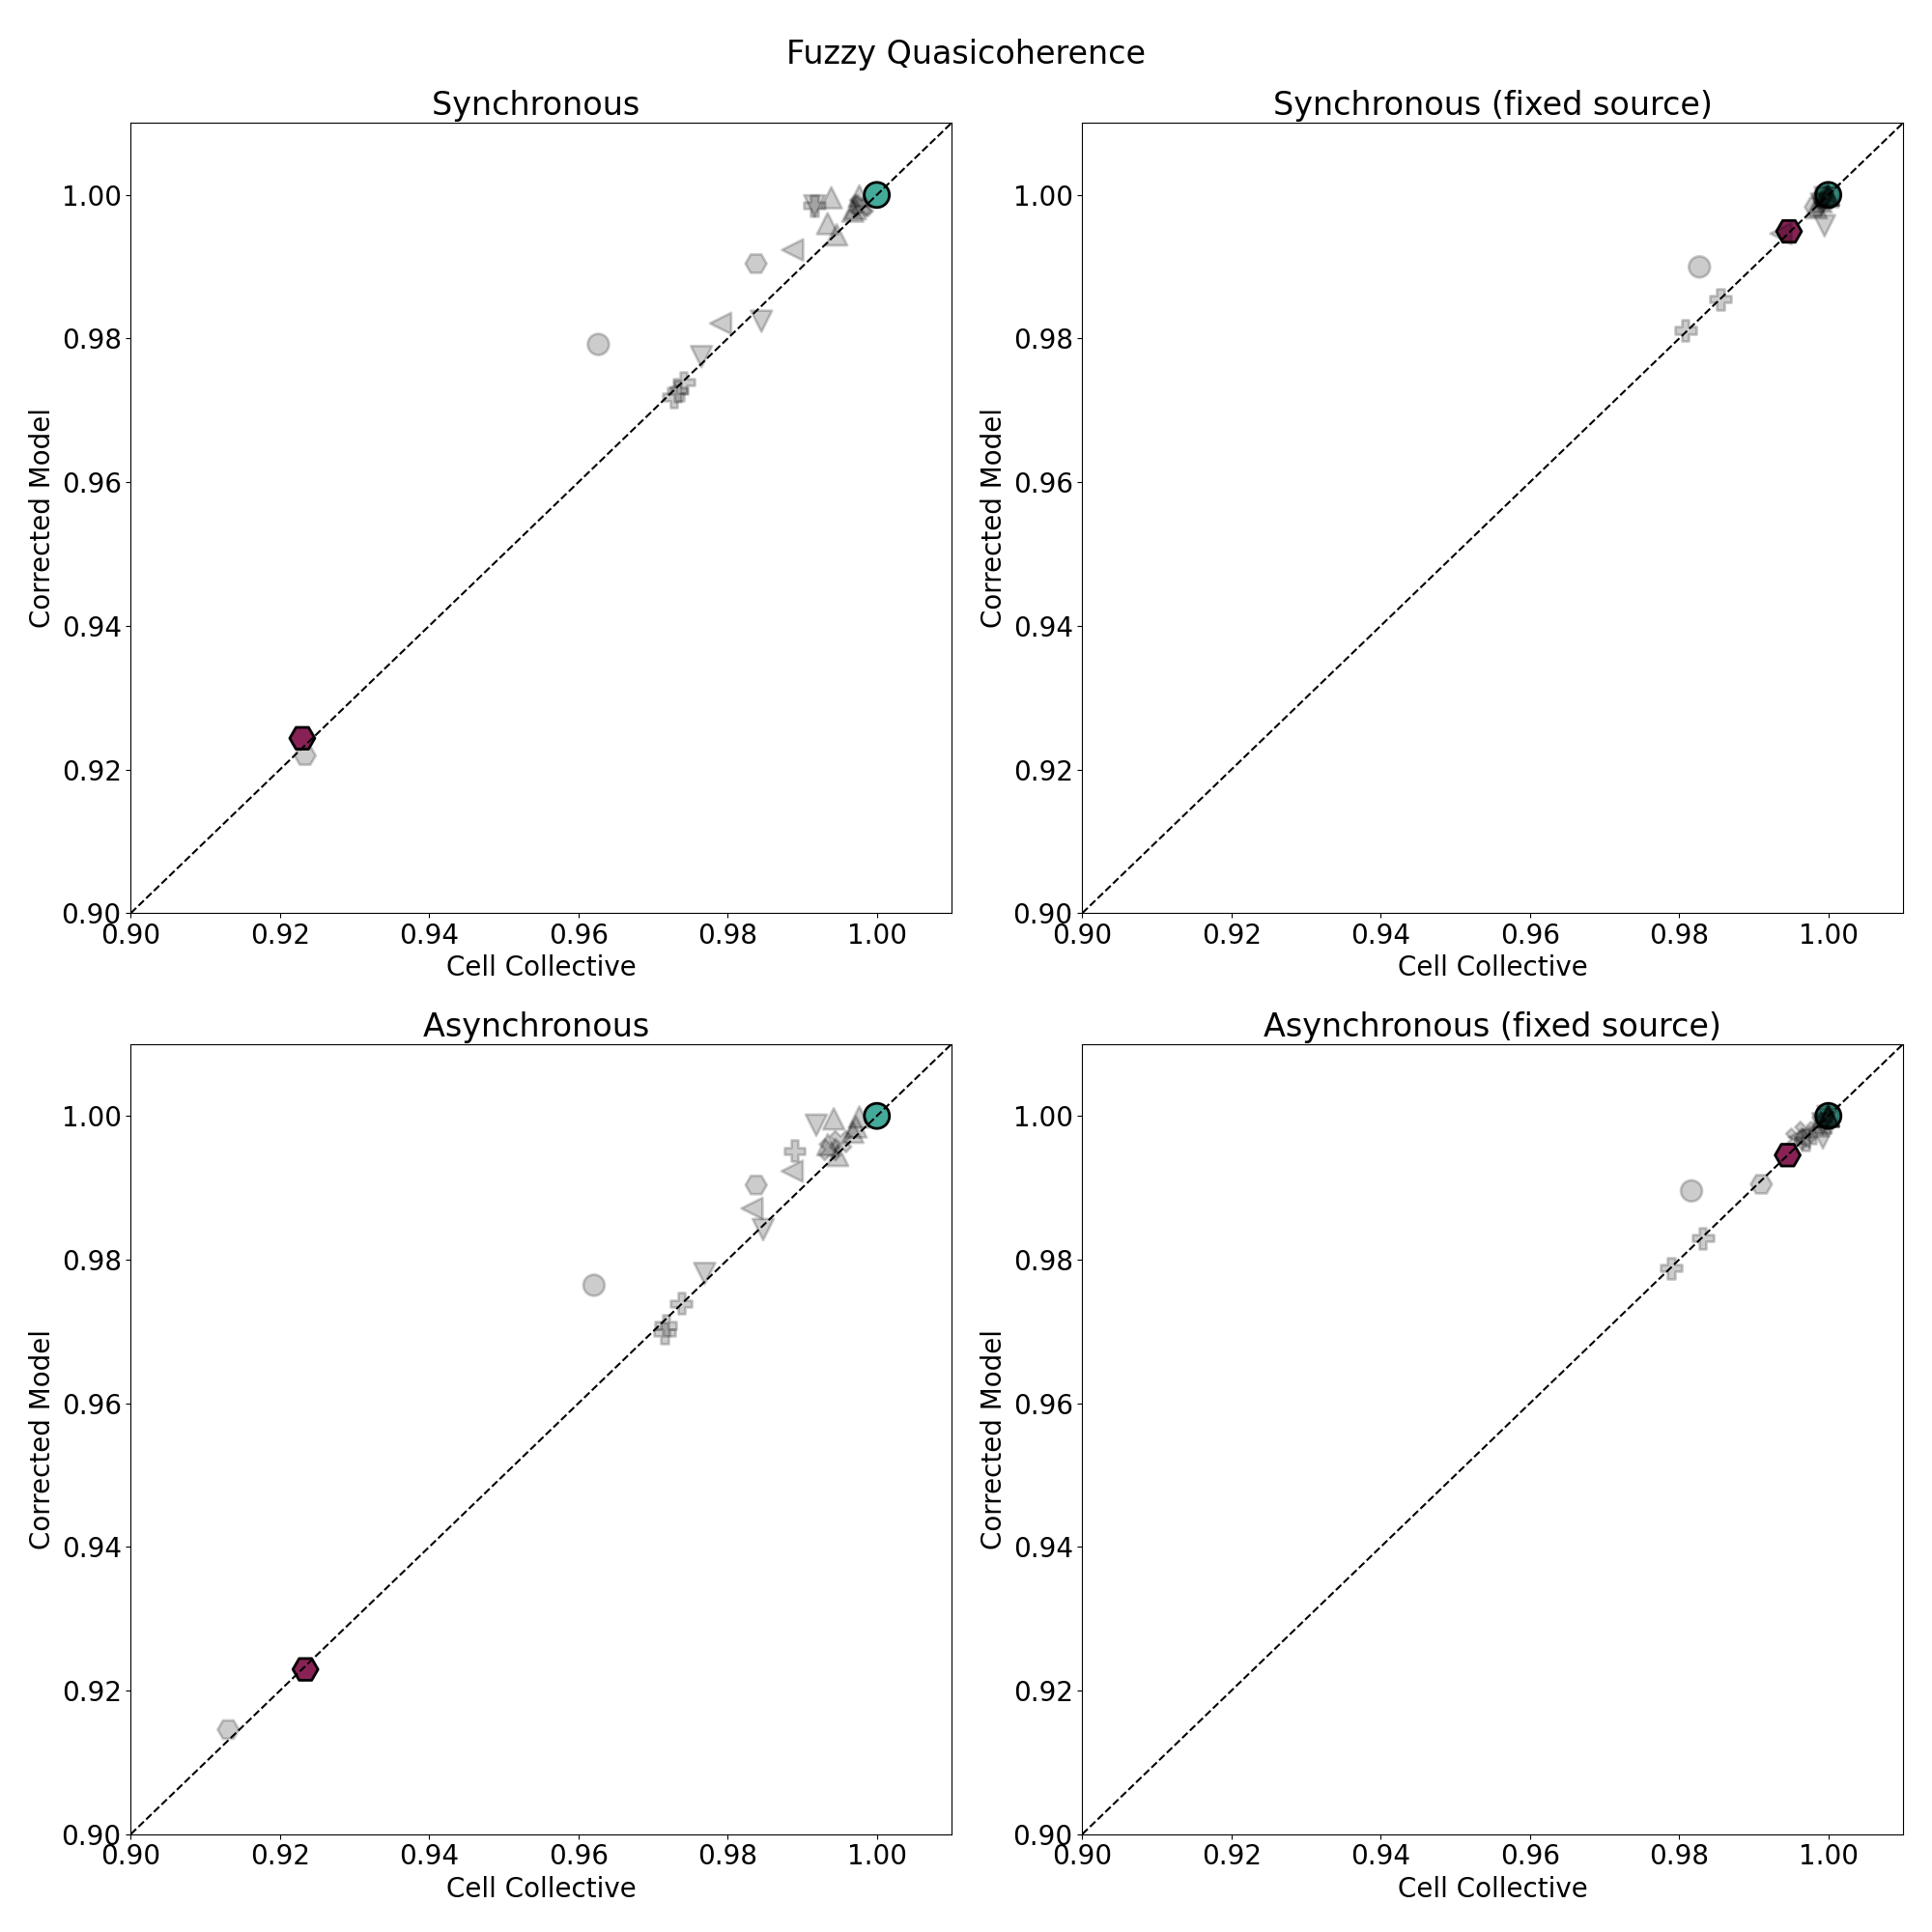 Fuzzy Quasicoherence
Synchronous
Synchronous (fixed source)
1.00
0.98
0.96
0.94
0.92
0.90
Corrected Model
0.90 0.92 0.94 0.96 0.98 1.00
Cell Collective
1.00
0.98
0.96
0.94
0.92
0.90
Corrected Model
0.90 0.92 0.94 0.96 0.98 1.00
Cell Collective
Asynchronous
Asynchronous (fixed source)
1.00
0.98
0.96
0.94
0.92
0.90
Corrected Model
0.90 0.92 0.94 0.96 0.98 1.00
Cell Collective
1.00
0.98
0.96
0.94
0.92
0.90
Corrected Model
0.90 0.92 0.94 0.96 0.98 1.00
Cell Collective